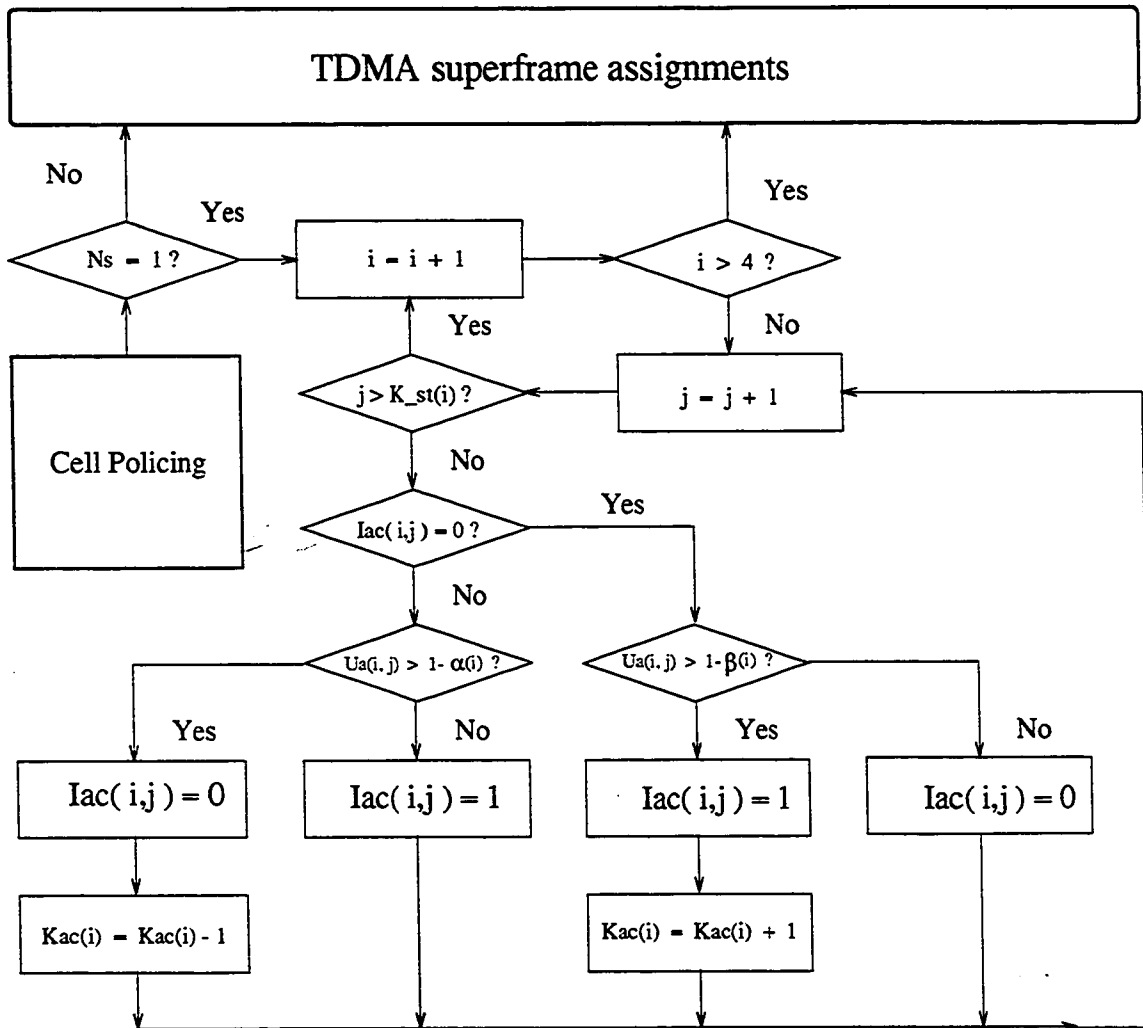 TDMA superframe assignments
No
Yes
Yes
Ns = 1 ?
i = i + 1
i > 4 ?
Yes
No
Cell Policing
j > K_st(i) ?
j = j + 1
No
Yes
Iac( i,j ) = 0 ?
No
Ua(i, j) > 1- α(i) ?
Ua(i, j) > 1-β(i) ?
Yes
No
Yes
No
Iac( i,j ) = 0
Iac( i,j ) = 1
Iac( i,j ) = 1
Iac( i,j ) = 0
Kac(i) = Kac(i) - 1
Kac(i) = Kac(i) + 1